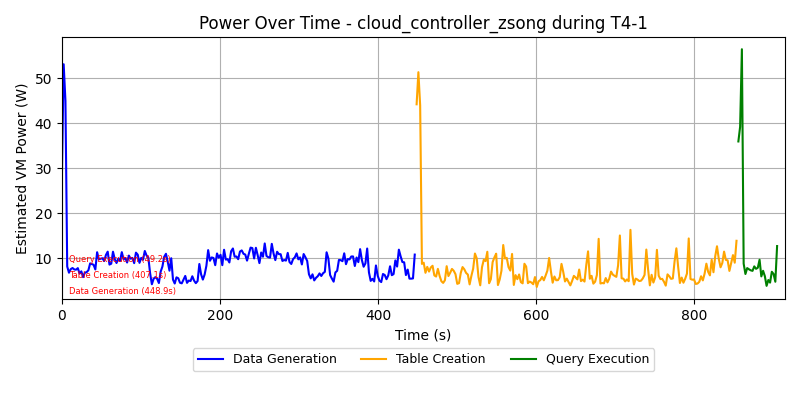 Power Over Time - cloud_controller_zsong during T4-1
Estimated VM Power (W)
50
40
30
20
10
Query Execution (49.2s)
Table Creation (407.1s)
Data Generation (448.9s)
0
200
400
600
800
Time (s)
Data Generation
Table Creation
Query Execution